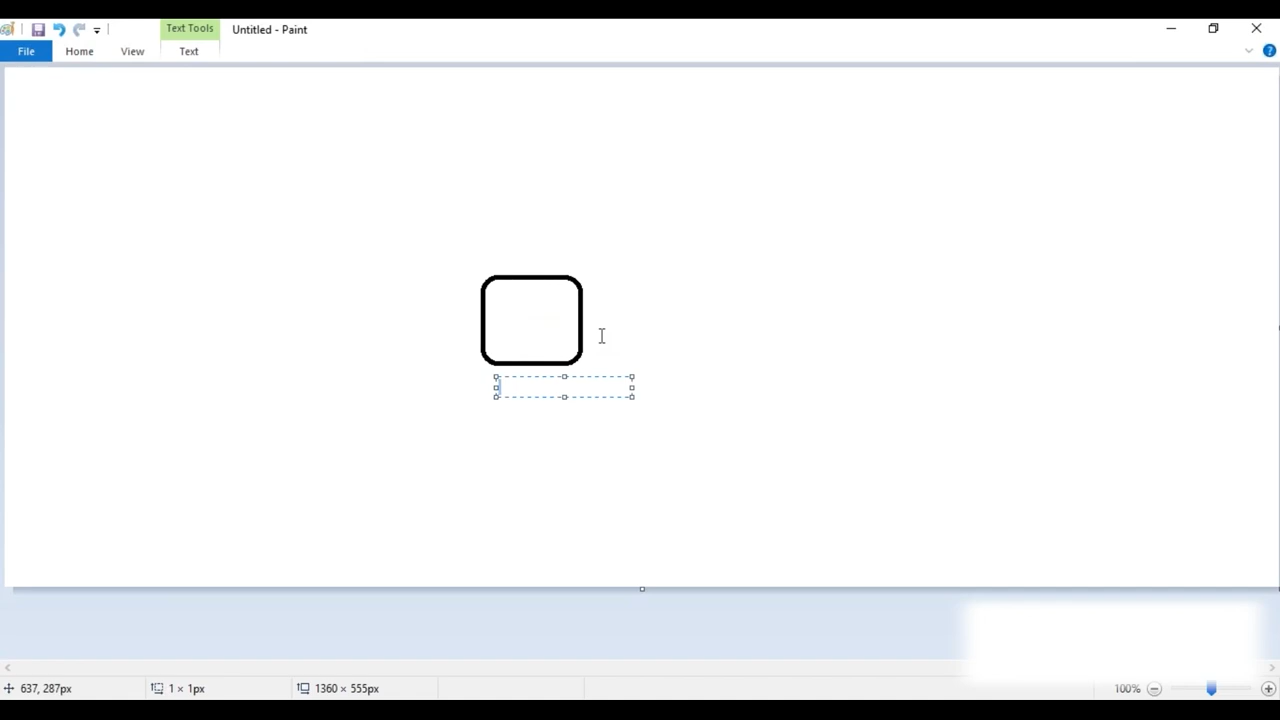 Text Tools
Untitled - Paint
File
Home
View
Text
637, 287px
1 × 1px
1360 × 555px
100%